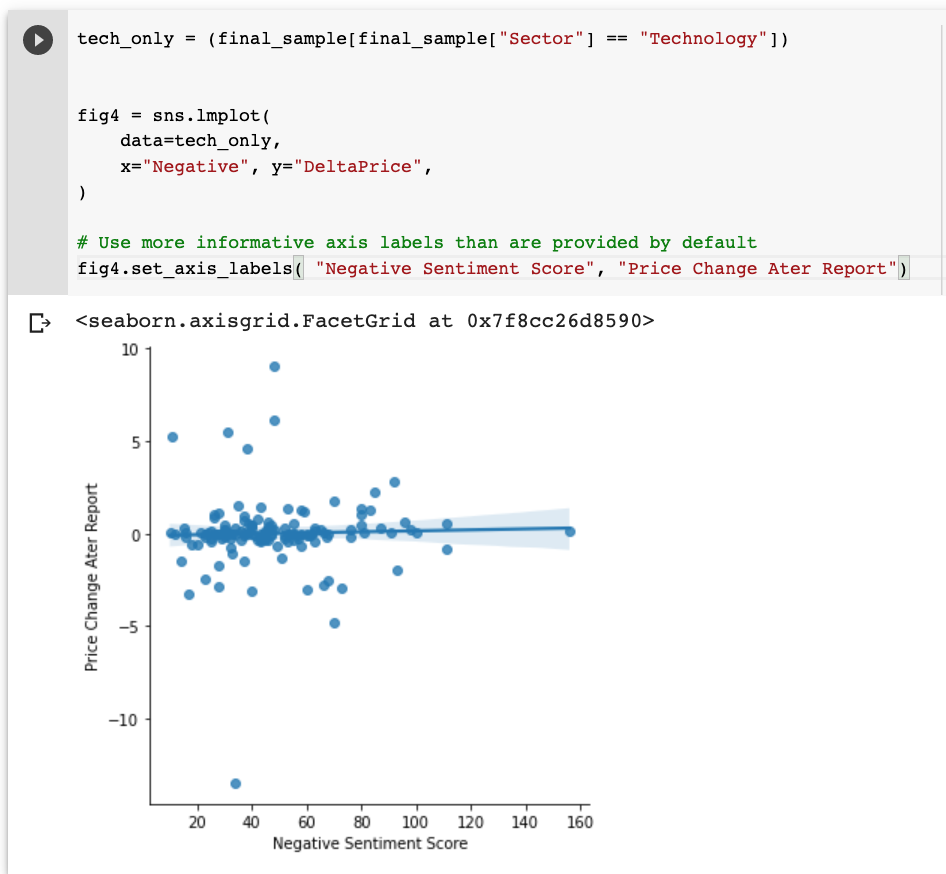 tech_only = (final_sample[final_sample["Sector"] == "Technology"])
fig4 = sns.lmplot(
    data=tech_only,
    x="Negative", y="DeltaPrice",
)
# Use more informative axis labels than are provided by default
fig4.set_axis_labels( "Negative Sentiment Score", "Price Change Ater Report")
<seaborn.axisgrid.FacetGrid at 0x7f8cc26d8590>
10
5
0
−5
−10
Price Change Ater Report
20 40 60 80 100 120 140 160
Negative Sentiment Score